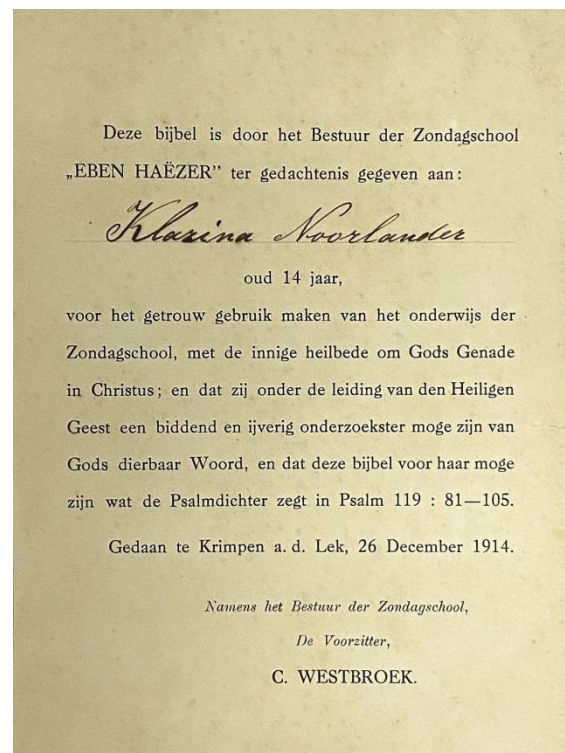 Deze bijbel is door het Bestuur der Zondagschool
„EBEN HAËZER” ter gedachtenis gegeven aan:
Klazina Noorlander
oud 14 jaar,
voor het getrouw gebruik maken van het onderwijs der
Zondagschool, met de innige heilbede om Gods Genade
in Christus; en dat zij onder de leiding van den Heiligen
Geest een biddend en ijverig onderzoekster moge zijn van
Gods dierbaar Woord, en dat deze bijbel voor haar moge
zijn wat de Psalmdichter zegt in Psalm 119 : 81—105.
Gedaan te Krimpen a. d. Lek, 26 December 1914.
Namens het Bestuur der Zondagschool,
De Voorzitter,
C. WESTBROEK.